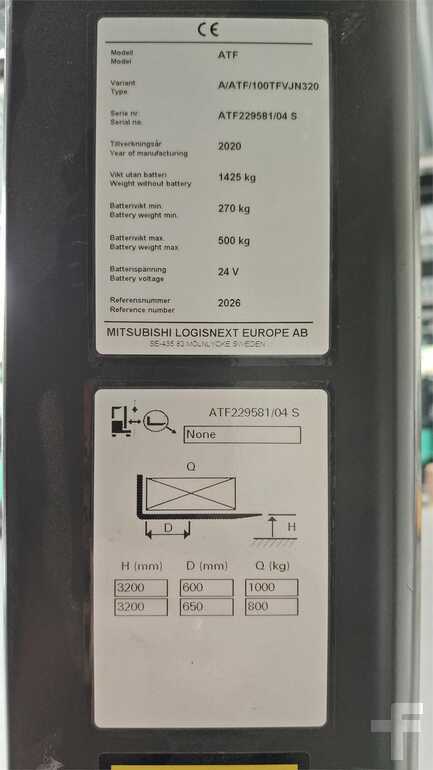 CE
Modell ATF
Model
Variant A/ATF/100TFVJN320
Type
Serie nr. ATF229581/04 S
Serial no.
Tillverkningsår 2020
Year of manufacturing
Vikt utan batteri 1425 kg
Weight without battery
Batterivikt min. 270 kg
Battery weight min.
Batterivikt max. 500 kg
Battery weight max
Batterispänning 24 V
Battery voltage
Referensnummer 2026
Reference number
MITSUBISHI LOGISNEXT EUROPE AB
SE-435 82 MÖLNLYCKE SWEDEN
ATF229581/04 S
None
Q
D
H
H (mm) D (mm) Q (kg)
3200 600 1000
3200 650 800